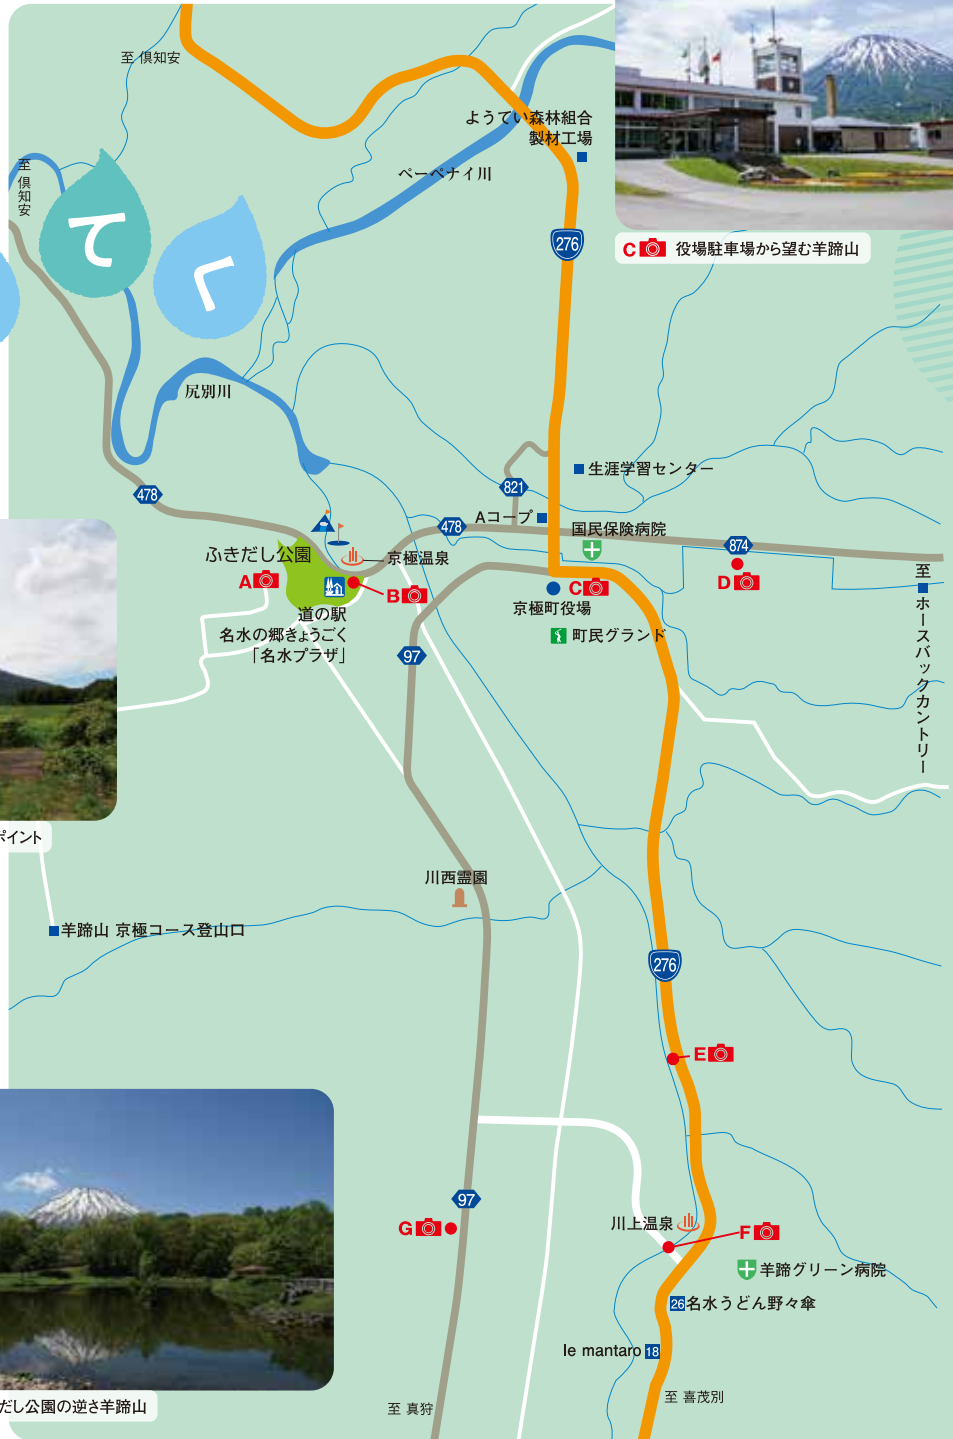 至 倶知安
ようてい森林組合
製材工場
至 倶知安
ペーペナイ川
て
く
276
C 役場駐車場から望む羊蹄山
尻別川
生涯学習センター
478
821
Aコープ
478
国民保険病院
874
ふきだし公園
京極温泉
A
B
C
D
至 ホースバックカントリー
道の駅
名水の郷きょうごく
「名水プラザ」
京極町役場
町民グランド
97
ポイント
川西霊園
羊蹄山 京極コース登山口
276
E
97
G
川上温泉
F
羊蹄グリーン病院
26 名水うどん野々傘
le mantaro 18
至 喜茂別
だし公園の逆さ羊蹄山
至 真狩